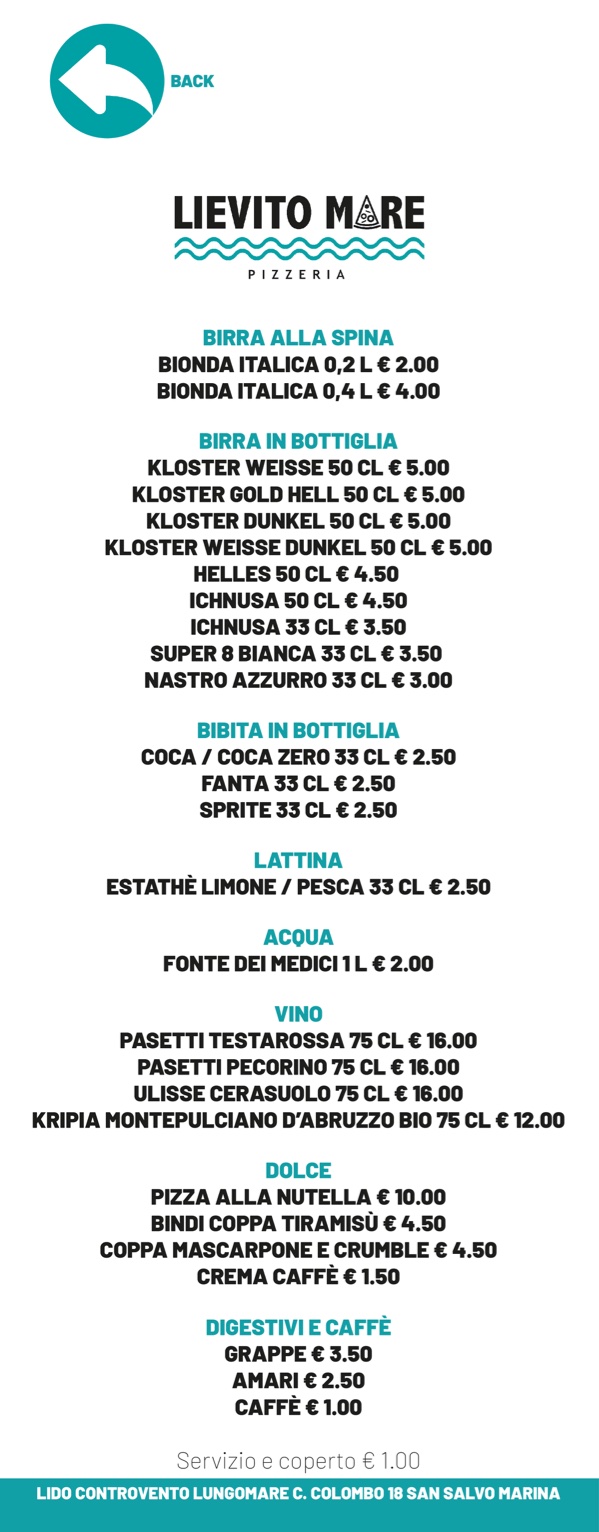 BACK
LIEVITO MARE
PIZZERIA
BIRRA ALLA SPINA
BIONDA ITALICA 0,2 L € 2.00
BIONDA ITALICA 0,4 L € 4.00
BIRRA IN BOTTIGLIA
KLOSTER WEISSE 50 CL € 5.00
KLOSTER GOLD HELL 50 CL € 5.00
KLOSTER DUNKEL 50 CL € 5.00
KLOSTER WEISSE DUNKEL 50 CL € 5.00
HELLES 50 CL € 4.50
ICHNUSA 50 CL € 4.50
ICHNUSA 33 CL € 3.50
SUPER 8 BIANCA 33 CL € 3.50
NASTRO AZZURRO 33 CL € 3.00
BIBITA IN BOTTIGLIA
COCA / COCA ZERO 33 CL € 2.50
FANTA 33 CL € 2.50
SPRITE 33 CL € 2.50
LATTINA
ESTATHÈ LIMONE / PESCA 33 CL € 2.50
ACQUA
FONTE DEI MEDICI 1 L € 2.00
VINO
PASETTI TESTAROSSA 75 CL € 16.00
PASETTI PECORINO 75 CL € 16.00
ULISSE CERASUOLO 75 CL € 16.00
KRIPIA MONTEPULCIANO D'ABRUZZO BIO 75 CL € 12.00
DOLCE
PIZZA ALLA NUTELLA € 10.00
BINDI COPPA TIRAMISÙ € 4.50
COPPA MASCARPONE E CRUMBLE € 4.50
CREMA CAFFÈ € 1.50
DIGESTIVI E CAFFÈ
GRAPPE € 3.50
AMARI € 2.50
CAFFÈ € 1.00
Servizio e coperto € 1.00
LIDO CONTROVENTO LUNGOMARE C. COLOMBO 18 SAN SALVO MARINA